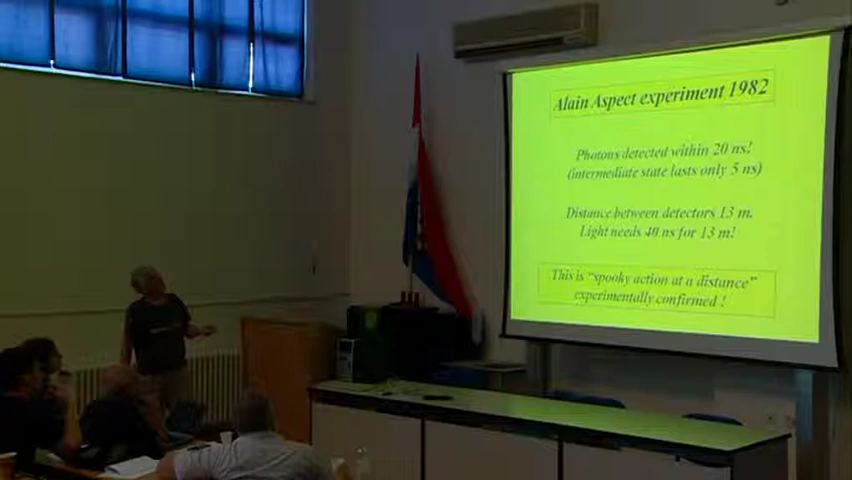 Alain Aspect experiment 1982
Photons detected within 20 ns!
(intermediate state lasts only 5 ns)
Distance between detectors 13 m.
Light needs 40 ns for 13 m!
This is “spooky action at a distance”
experimentally confirmed !